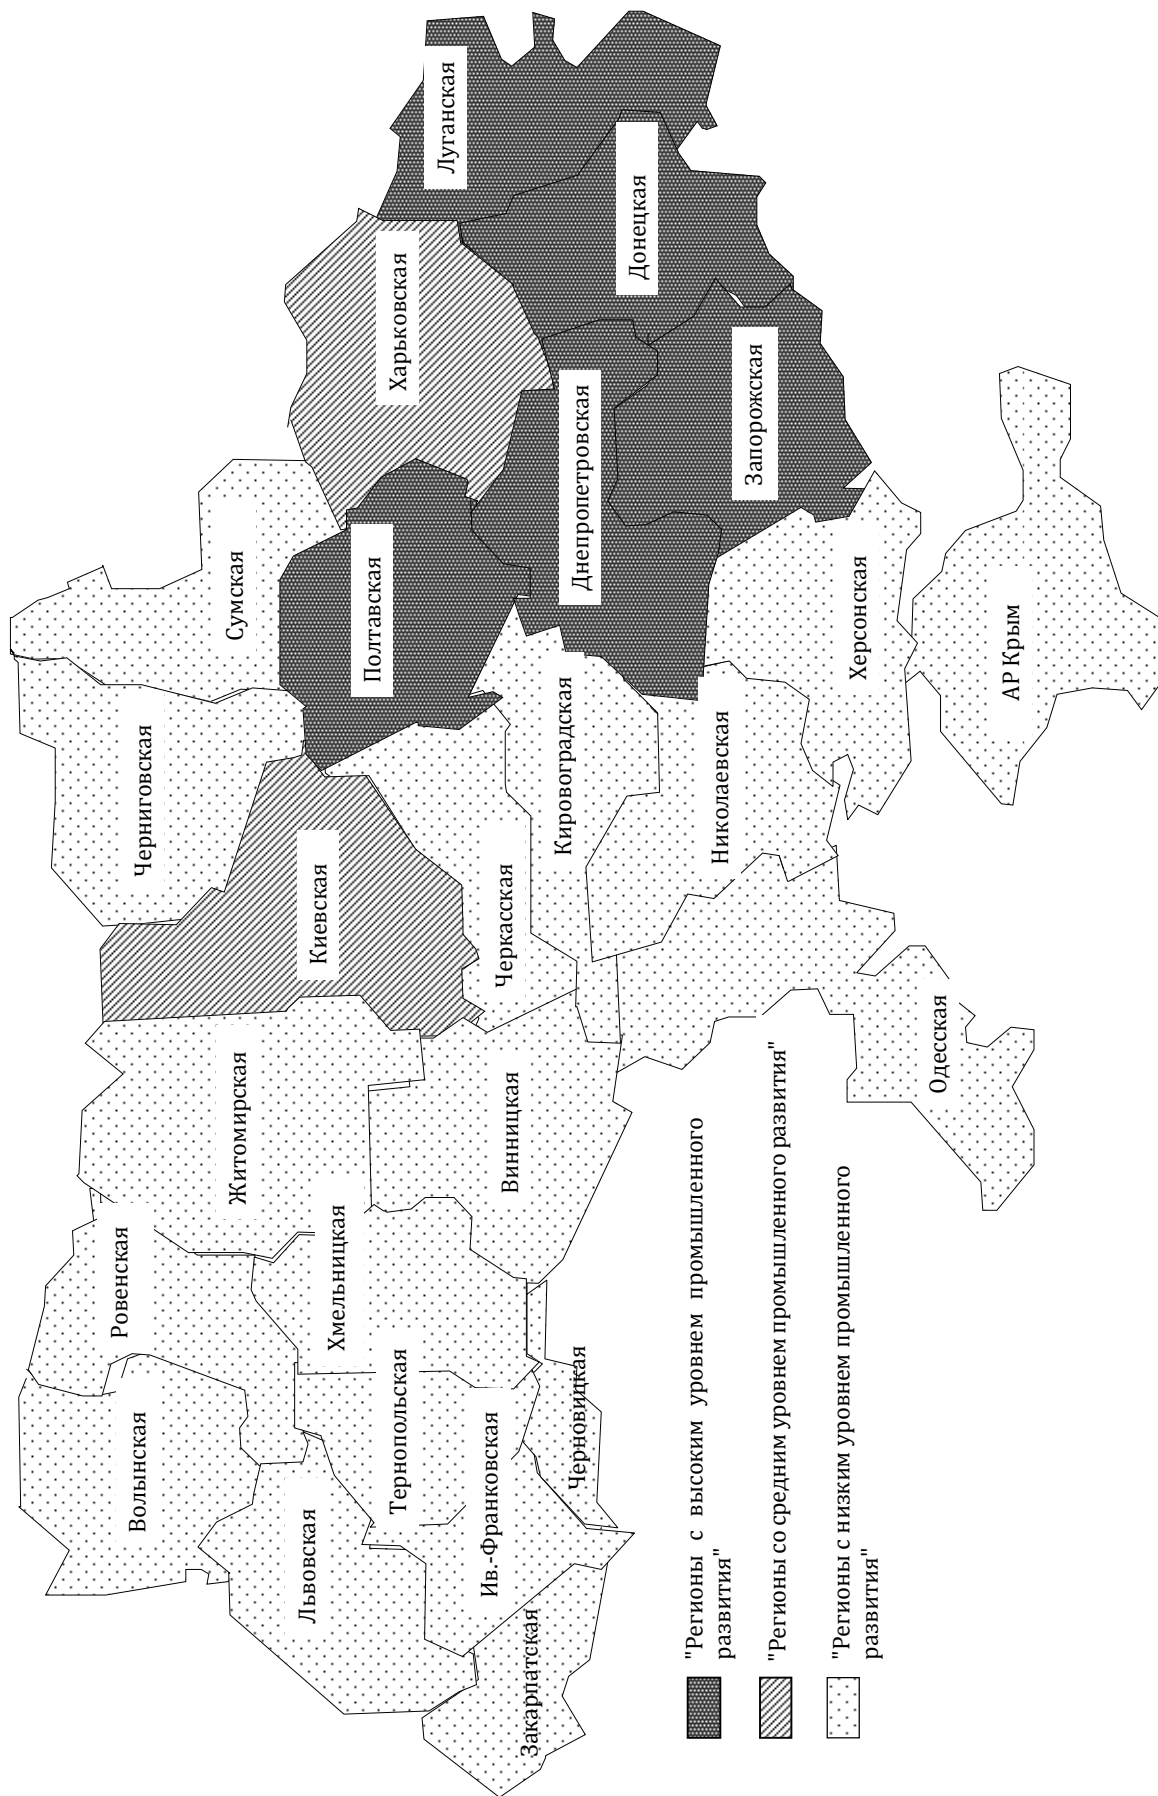 Волынская
Ровенская
Житомирская
Черниговская
Сумская
Киевская
Полтавская
Харьковская
Луганская
Львовская
Хмельницкая
Тернопольская
Винницкая
Черкасская
Ив.-Франковская
Закарпатская
Черновицкая
Кировоградская
Днепропетровская
Донецкая
Николаевская
Запорожская
Херсонская
Одесская
АР Крым
"Регионы с высоким уровнем промышленного
развития"
"Регионы со средним уровнем промышленного развития"
"Регионы с низким уровнем промышленного
развития"